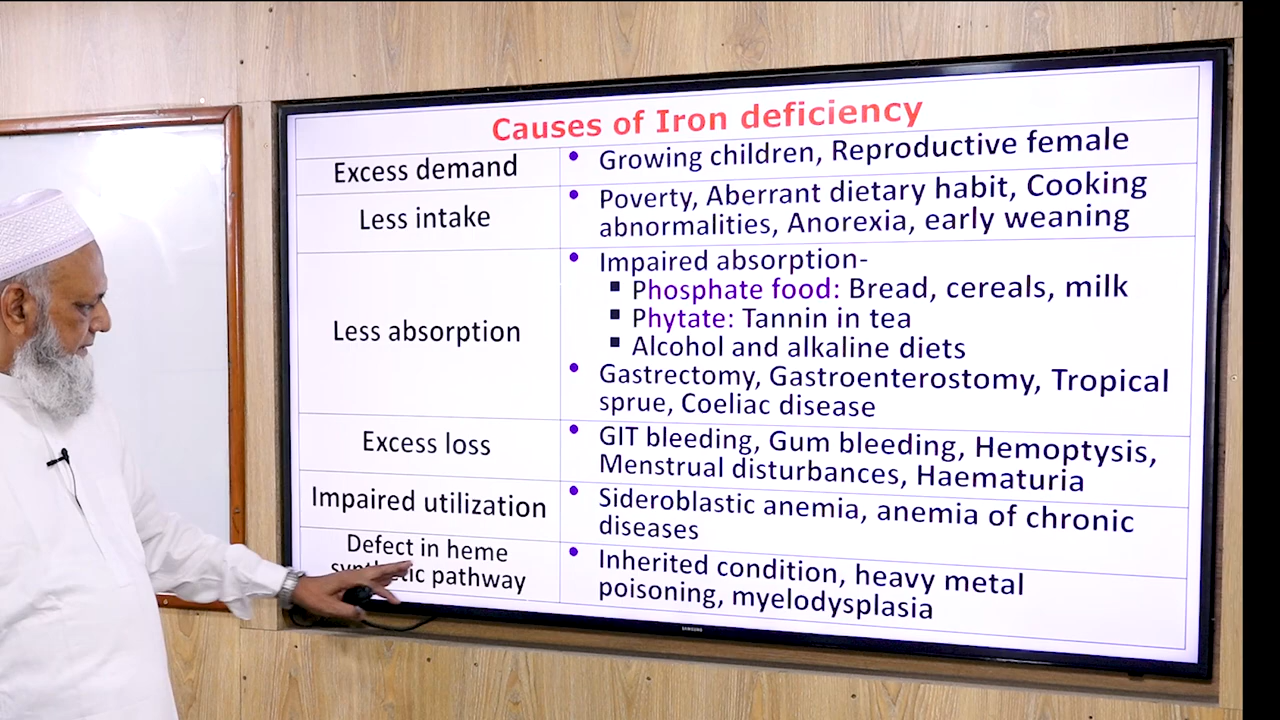 Causes of Iron deficiency
Excess demand
• Growing children, Reproductive female
Less intake
• Poverty, Aberrant dietary habit, Cooking
abnormalities, Anorexia, early weaning
Less absorption
• Impaired absorption-
▪ Phosphate food: Bread, cereals, milk
▪ Phytate: Tannin in tea
▪ Alcohol and alkaline diets
• Gastrectomy, Gastroenterostomy, Tropical
sprue, Coeliac disease
Excess loss
• GIT bleeding, Gum bleeding, Hemoptysis,
Menstrual disturbances, Haematuria
Impaired utilization
• Sideroblastic anemia, anemia of chronic
diseases
Defect in heme
synthetic pathway
• Inherited condition, heavy metal
poisoning, myelodysplasia
SAMSUNG